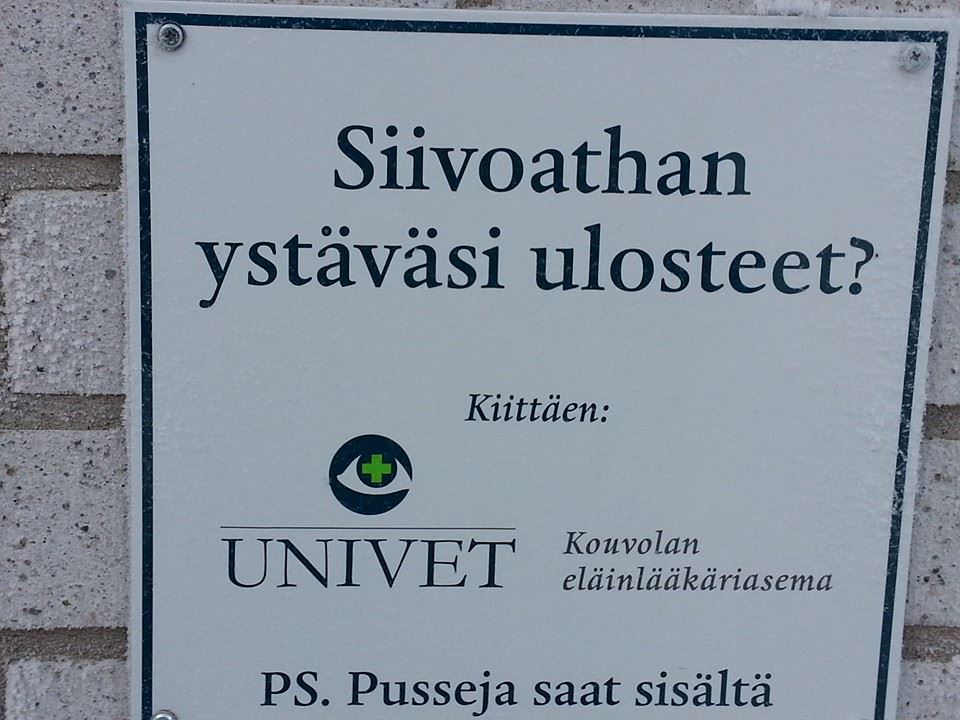 Siivoathan
ystäväsi ulosteet?
Kiittäen:
UNIVET
Kouvolan
eläinlääkäriasema
PS. Pusseja saat sisältä